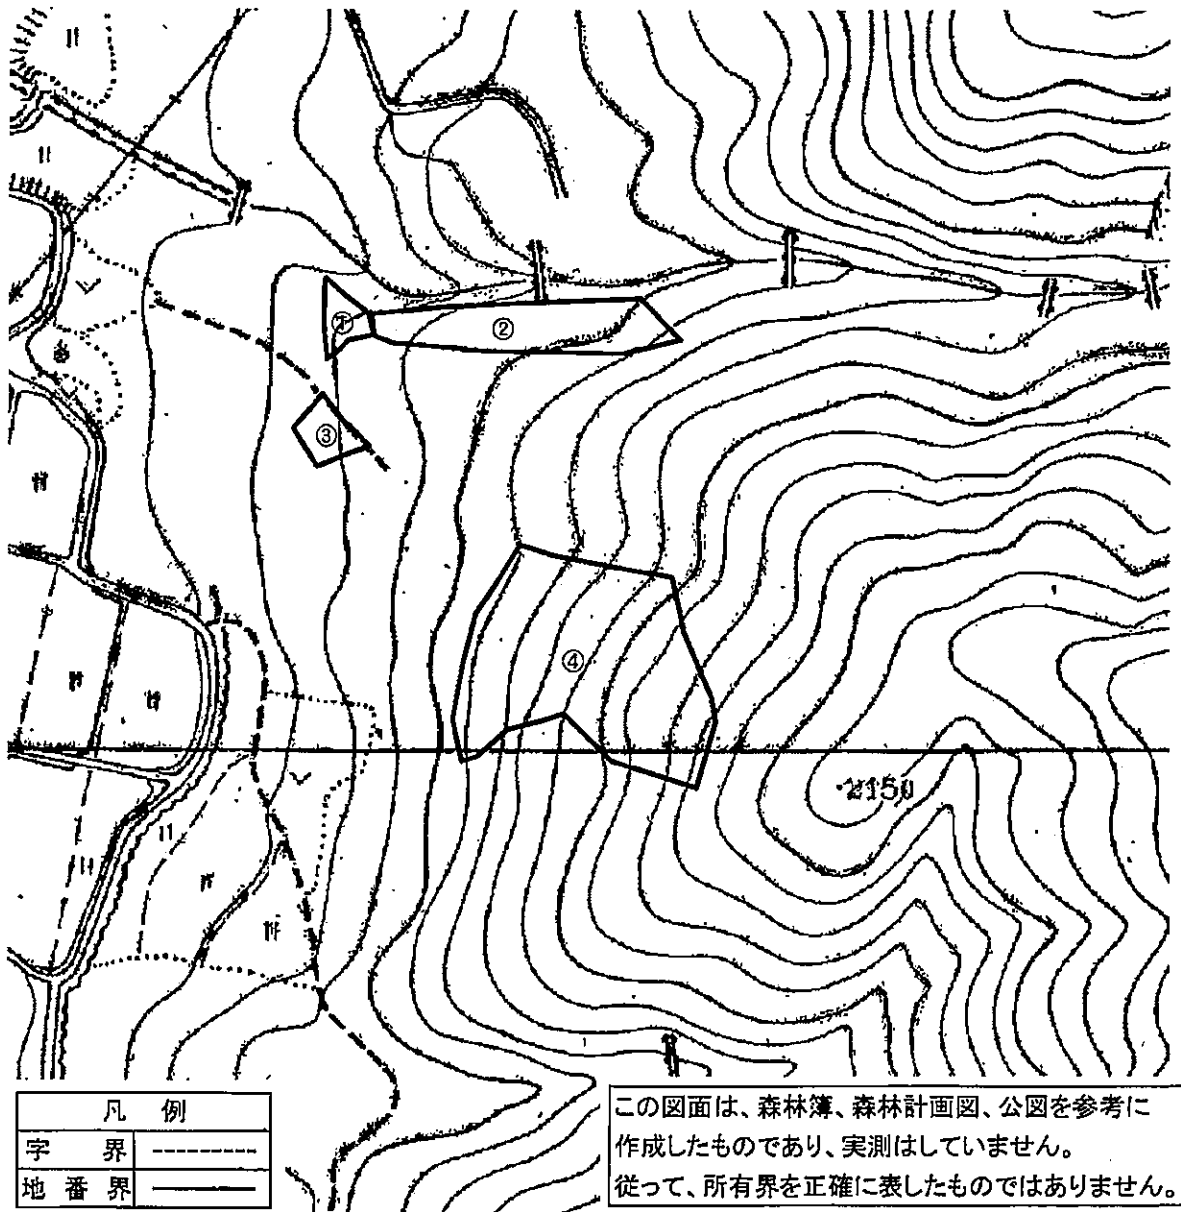 ①
②
③
④
2150
凡 例
字 界
地 番 界
この図面は、森林簿、森林計画図、公図を参考に
作成したものであり、実測はしていません。
従って、所有界を正確に表したものではありません。